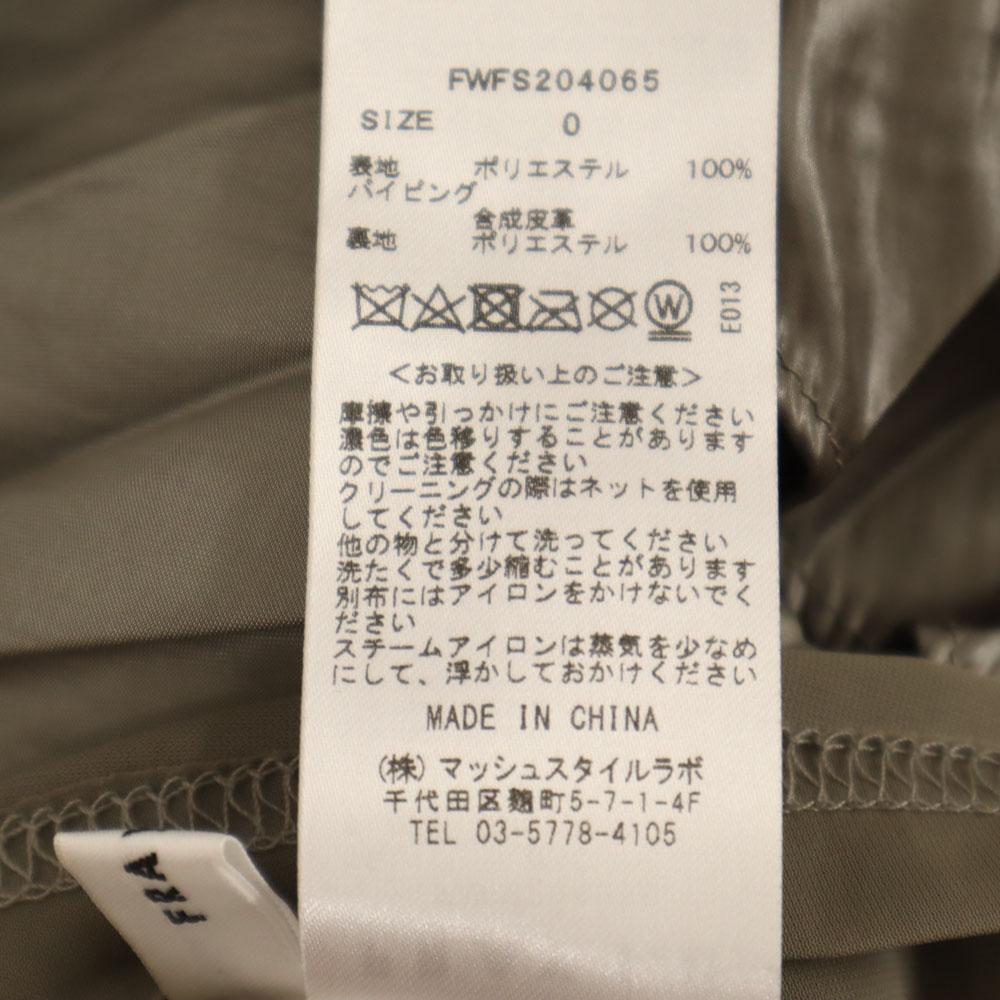 FWFS204065
SIZE 0
表地 ポリエステル 100%
パイピング
合成皮革
裏地 ポリエステル 100%
W E013
＜お取り扱い上のご注意＞
摩擦や引っかけにご注意ください
濃色は色移りすることがあります
のでご注意ください
クリーニングの際はネットを使用
してください
他の物と分けて洗ってください
洗たくで多少縮むことがあります
別布にはアイロンをかけないでく
ださい
スチームアイロンは蒸気を少なめ
にして、浮かしておかけください
MADE IN CHINA
(株) マッシュスタイルラボ
千代田区麹町5-7-1-4F
TEL 03-5778-4105
FRA